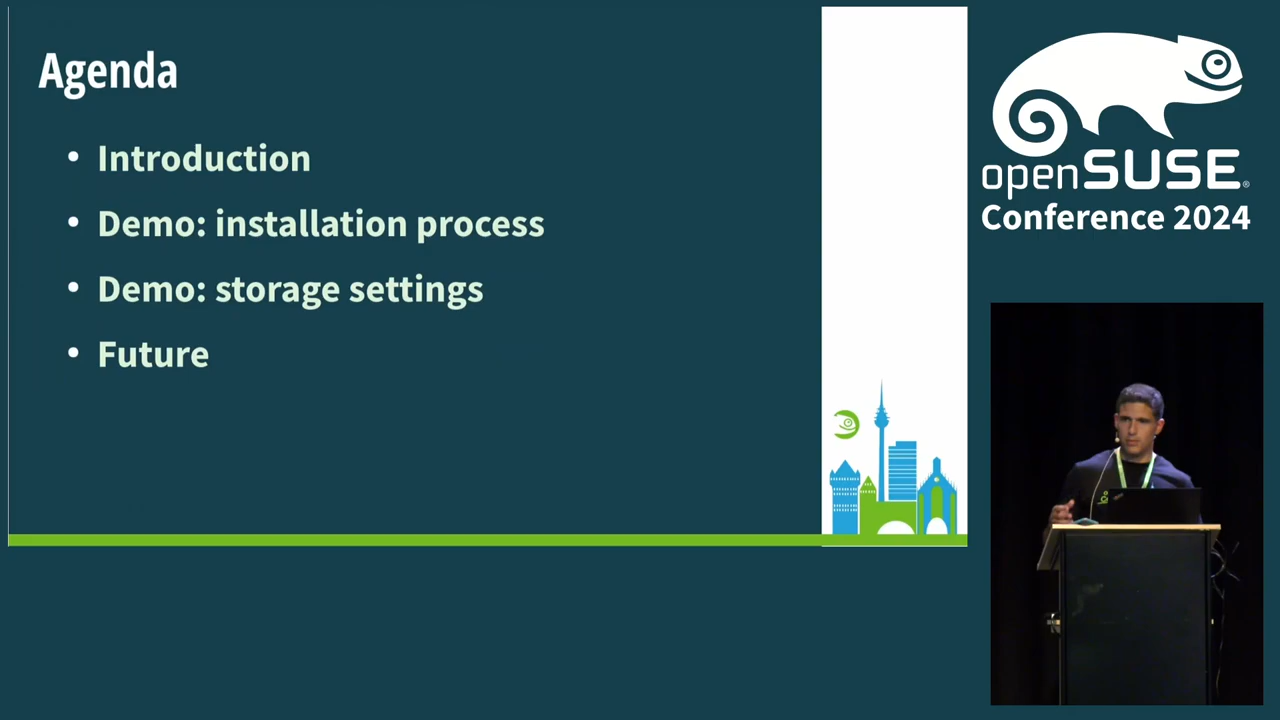 Agenda
• Introduction
• Demo: installation process
• Demo: storage settings
• Future
openSUSE®
Conference 2024